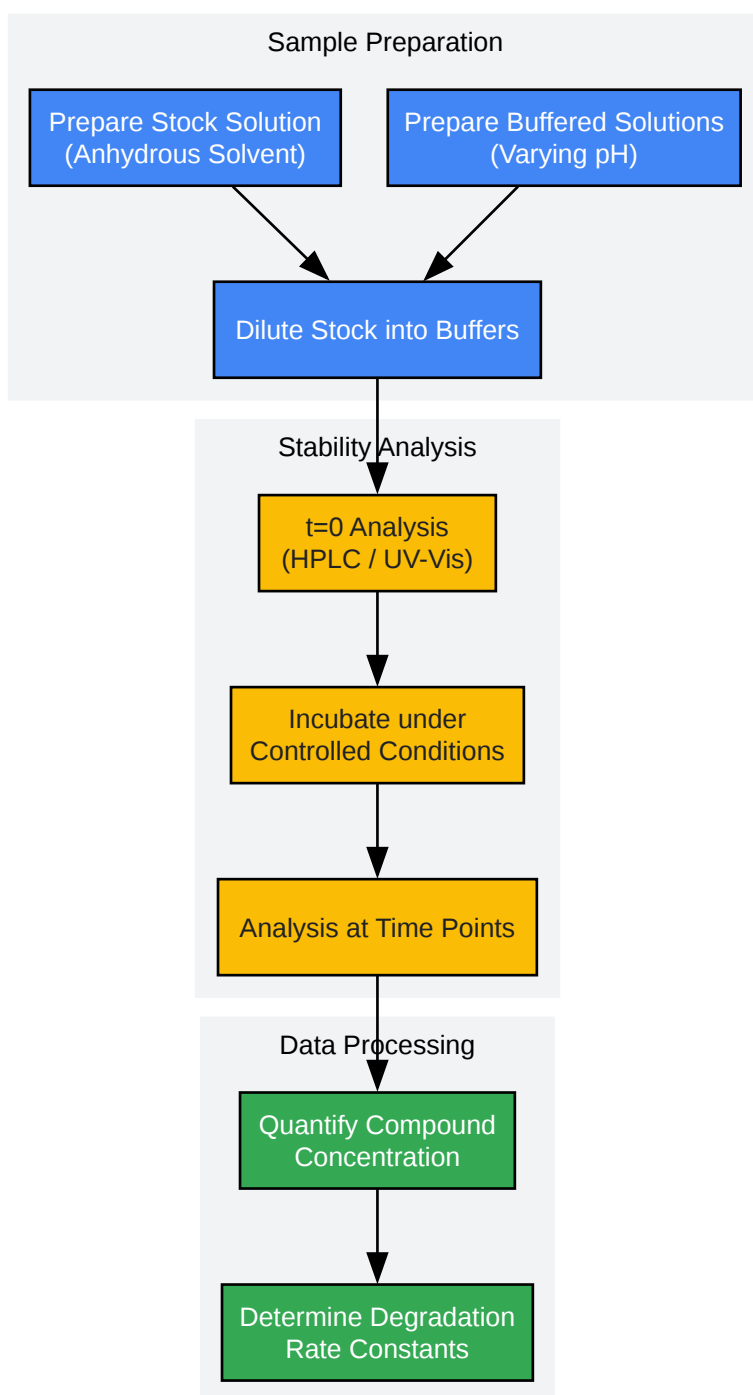 Sample Preparation
Prepare Stock Solution
(Anhydrous Solvent)
Prepare Buffered Solutions
(Varying pH)
Dilute Stock into Buffers
Stability Analysis
t=0 Analysis
(HPLC / UV-Vis)
Incubate under
Controlled Conditions
Analysis at Time Points
Data Processing
Quantify Compound
Concentration
Determine Degradation
Rate Constants